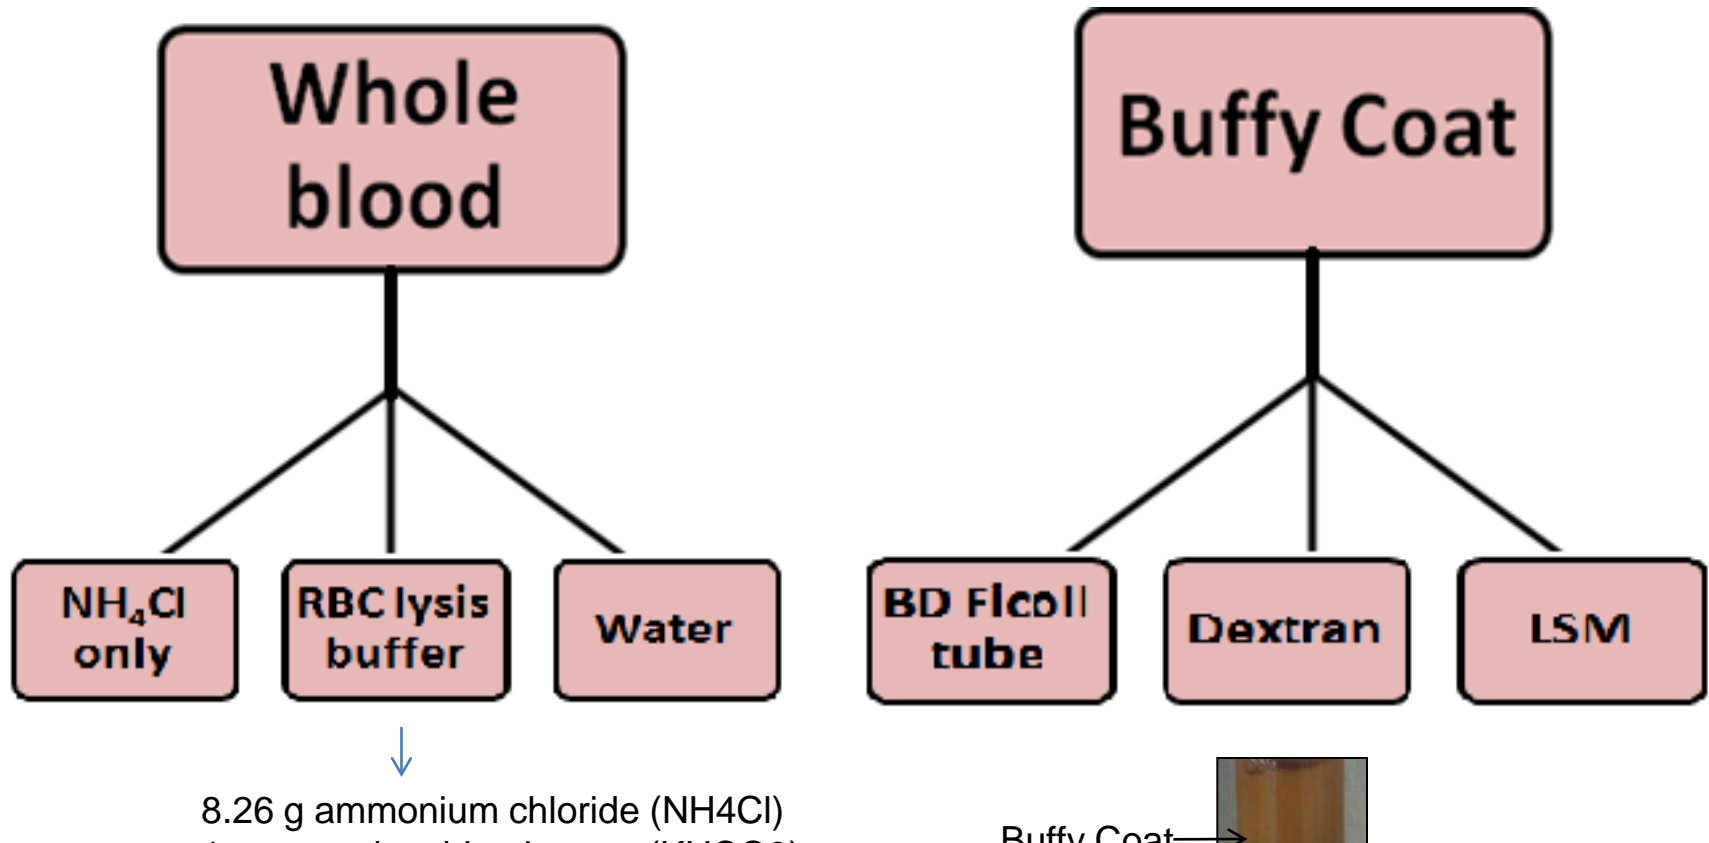 Whole
blood
Buffy Coat
NH₄Cl
only
RBC lysis
buffer
Water
BD Ficoll
tube
Dextran
LSM
8.26 g ammonium chloride (NH4Cl)
Buffy Coat